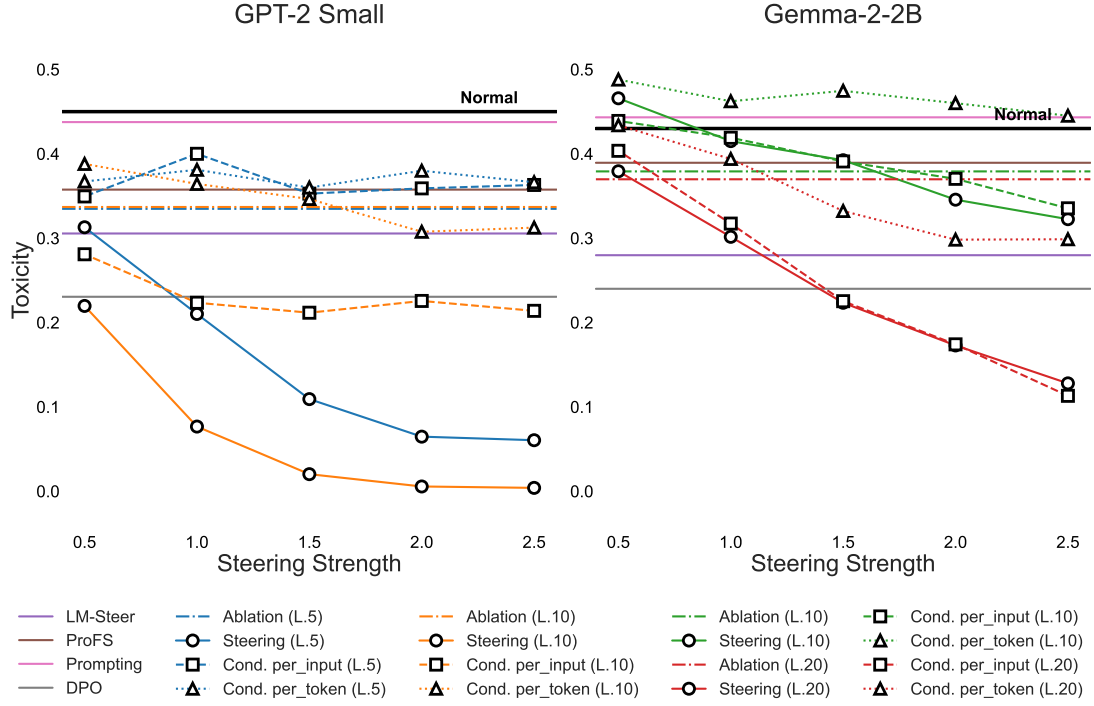 GPT-2 Small
Gemma-2-2B
Toxicity
0.5
0.4
0.3
0.2
0.1
0.0
Normal
0.5 1.0 1.5 2.0 2.5
Steering Strength
0.5
0.4
0.3
0.2
0.1
0.0
Normal
0.5 1.0 1.5 2.0 2.5
Steering Strength
LM-Steer
ProFS
Prompting
DPO
Ablation (L.5)
Steering (L.5)
Cond. per_input (L.5)
Cond. per_token (L.5)
Ablation (L.10)
Steering (L.10)
Cond. per_input (L.10)
Cond. per_token (L.10)
Ablation (L.10)
Steering (L.10)
Ablation (L.20)
Steering (L.20)
Cond. per_input (L.10)
Cond. per_token (L.10)
Cond. per_input (L.20)
Cond. per_token (L.20)